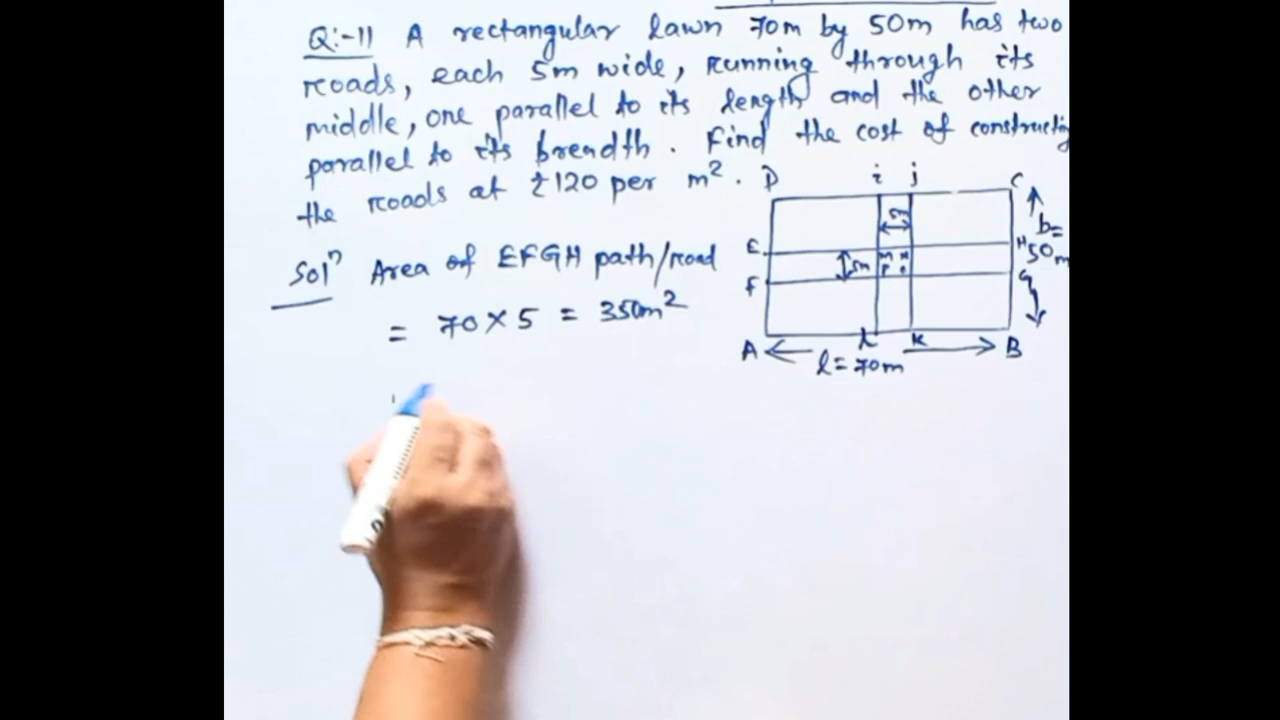 Q:-11 A rectangular lawn 70m by 50m has two
roads, each 5m wide, running through its
middle, one parallel to its length and the other
parallel to its breadth. Find the cost of constructing
the roads at ₹120 per m².
D i j C
5m
b=
50m
E H
5m m n
p o
F G
A l k B
l=70m
Solⁿ Area of EFGH path/road
= 70×5 = 350m²